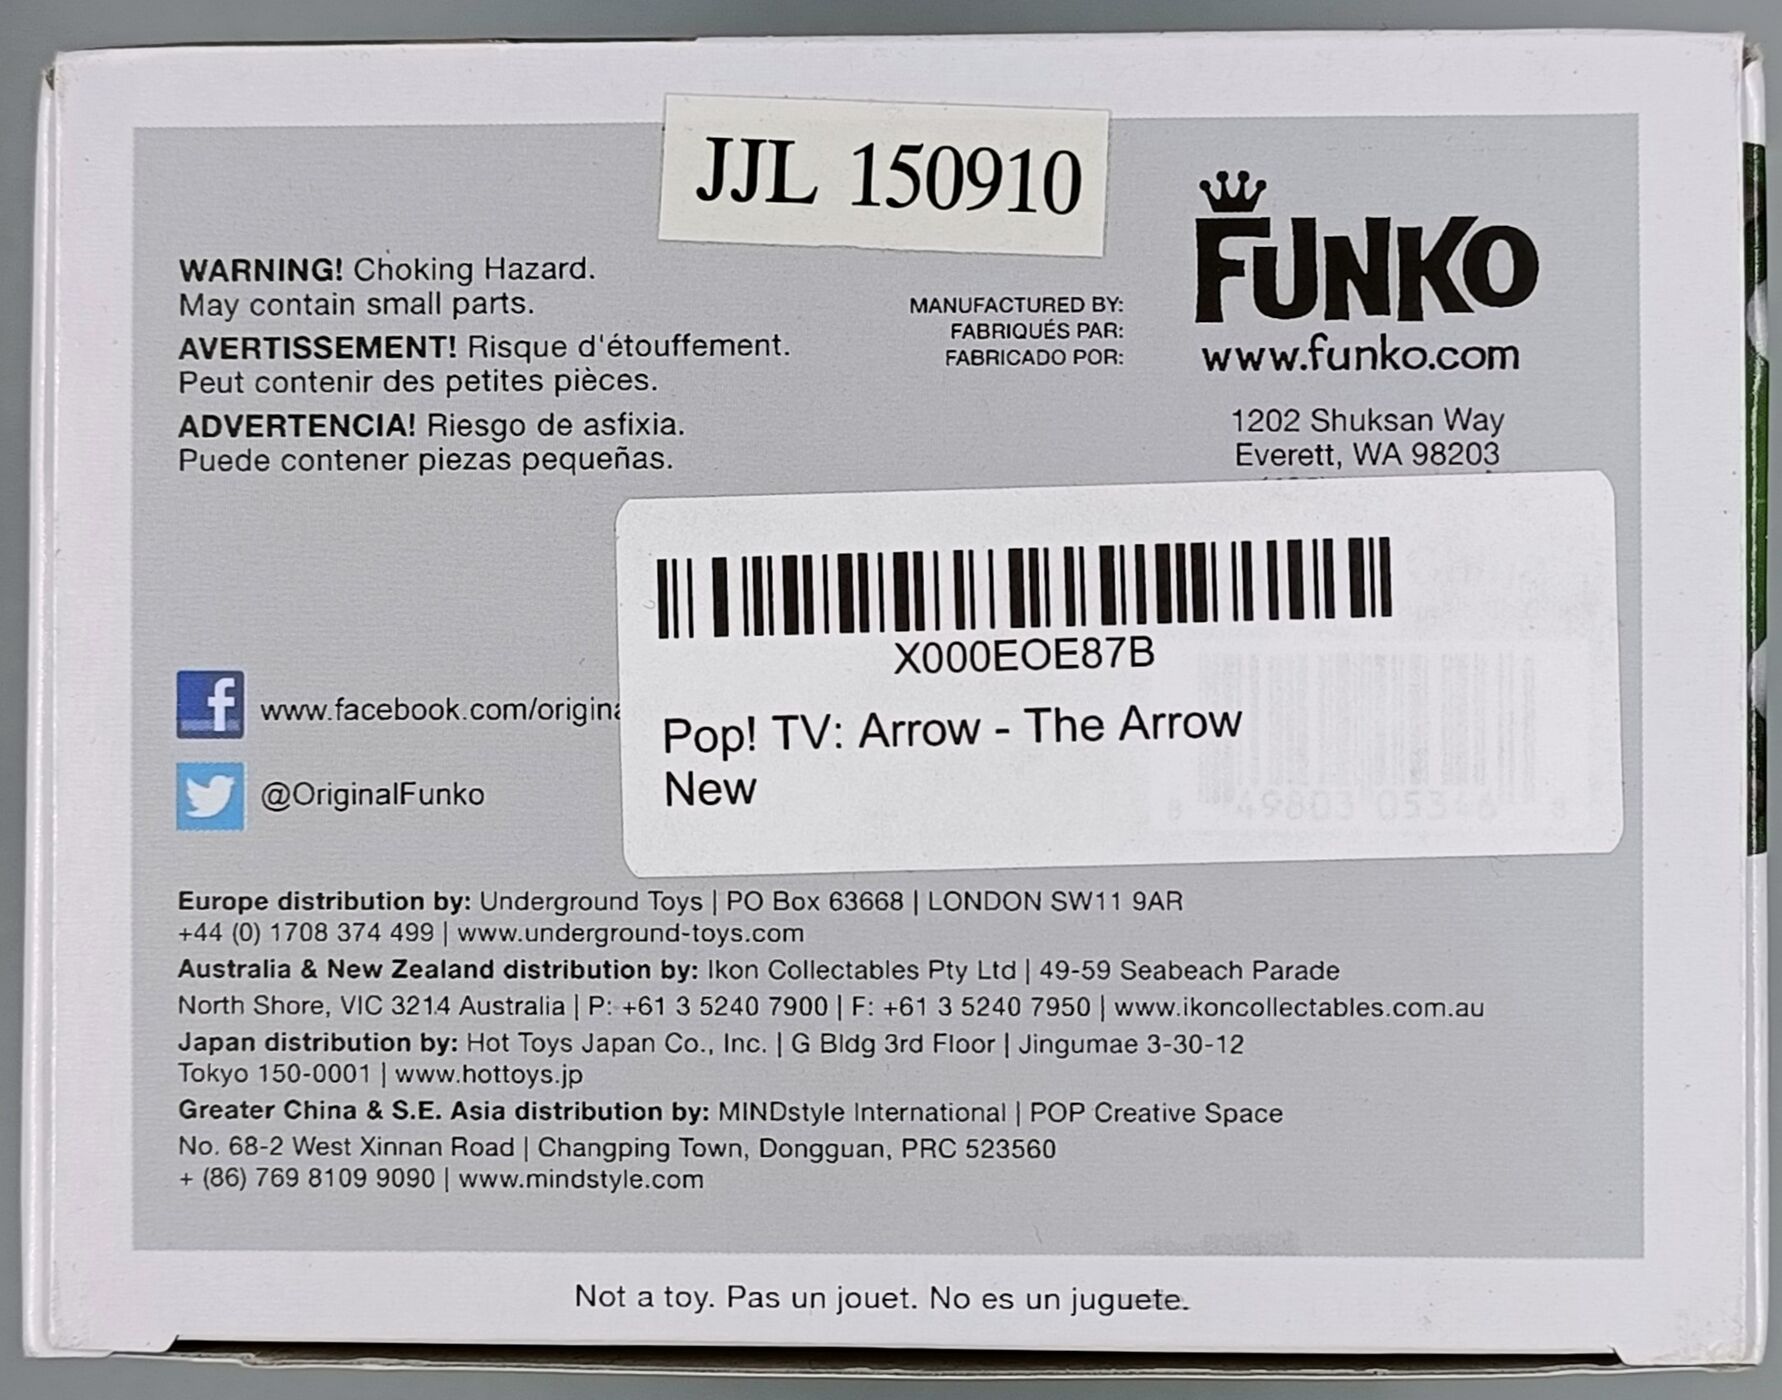 JJL 150910
WARNING! Choking Hazard.
May contain small parts.
AVERTISSEMENT! Risque d'étouffement.
Peut contenir des petites pièces.
ADVERTENCIA! Riesgo de asfixia.
Puede contener piezas pequeñas.
MANUFACTURED BY:
FABRIQUÉS PAR:
FABRICADO POR:
FUNKO
www.funko.com
1202 Shuksan Way
Everett, WA 98203
X000EOE87B
Pop! TV: Arrow - The Arrow
New
8 49803 05346 8
www.facebook.com/origina
@OriginalFunko
Europe distribution by: Underground Toys | PO Box 63668 | LONDON SW11 9AR
+44 (0) 1708 374 499 | www.underground-toys.com
Australia & New Zealand distribution by: Ikon Collectables Pty Ltd | 49-59 Seabeach Parade
North Shore, VIC 3214 Australia | P: +61 3 5240 7900 | F: +61 3 5240 7950 | www.ikoncollectables.com.au
Japan distribution by: Hot Toys Japan Co., Inc. | G Bldg 3rd Floor | Jingumae 3-30-12
Tokyo 150-0001 | www.hottoys.jp
Greater China & S.E. Asia distribution by: MINDstyle International | POP Creative Space
No. 68-2 West Xinnan Road | Changping Town, Dongguan, PRC 523560
+ (86) 769 8109 9090 | www.mindstyle.com
Not a toy. Pas un jouet. No es un juguete.